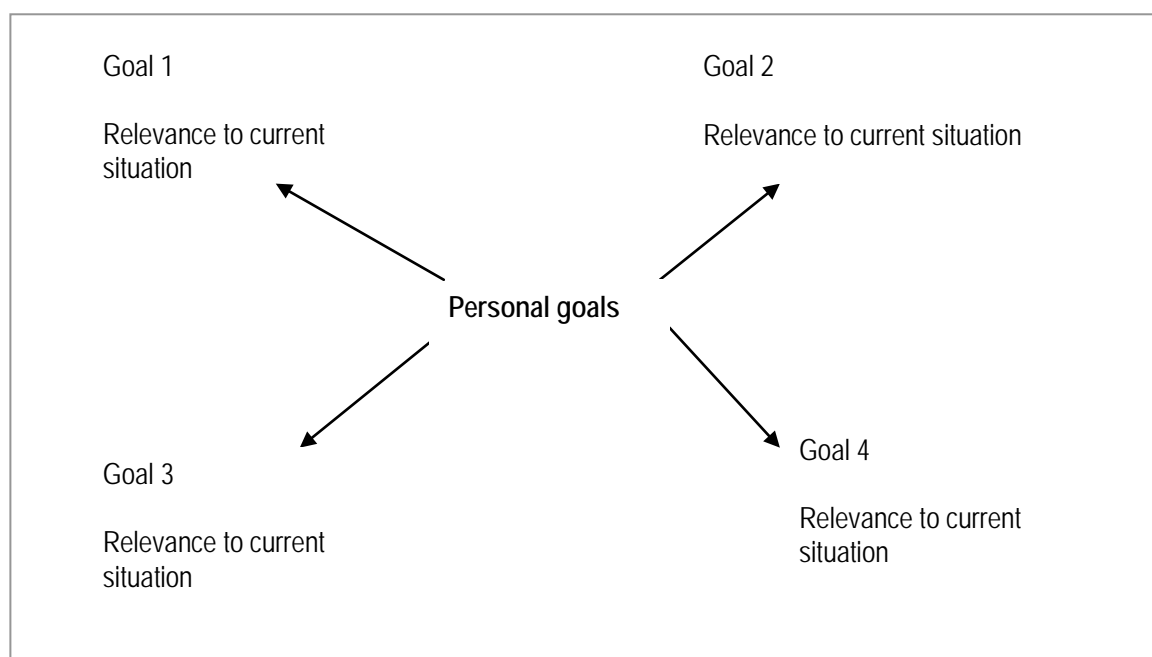 Goal 1
Relevance to current
situation
Goal 2
Relevance to current situation
Personal goals
Goal 3
Relevance to current
situation
Goal 4
Relevance to current
situation